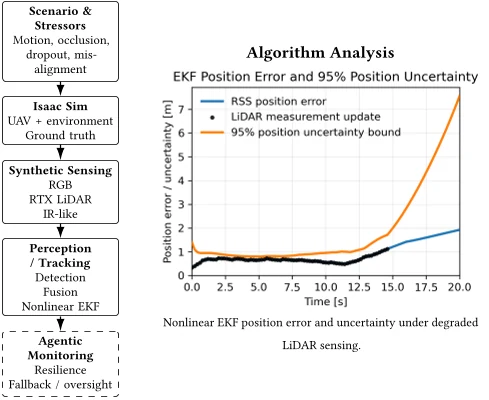 Scenario &
Stressors
Motion, occlusion,
dropout, mis-
alignment
Isaac Sim
UAV + environment
Ground truth
Synthetic Sensing
RGB
RTX LiDAR
IR-like
Perception
/ Tracking
Detection
Fusion
Nonlinear EKF
Agentic
Monitoring
Resilience
Fallback / oversight
Algorithm Analysis
EKF Position Error and 95% Position Uncertainty
RSS position error
LiDAR measurement update
95% position uncertainty bound
Position error / uncertainty [m]
7
6
5
4
3
2
1
0
0.0 2.5 5.0 7.5 10.0 12.5 15.0 17.5 20.0
Time [s]
Nonlinear EKF position error and uncertainty under degraded
LiDAR sensing.